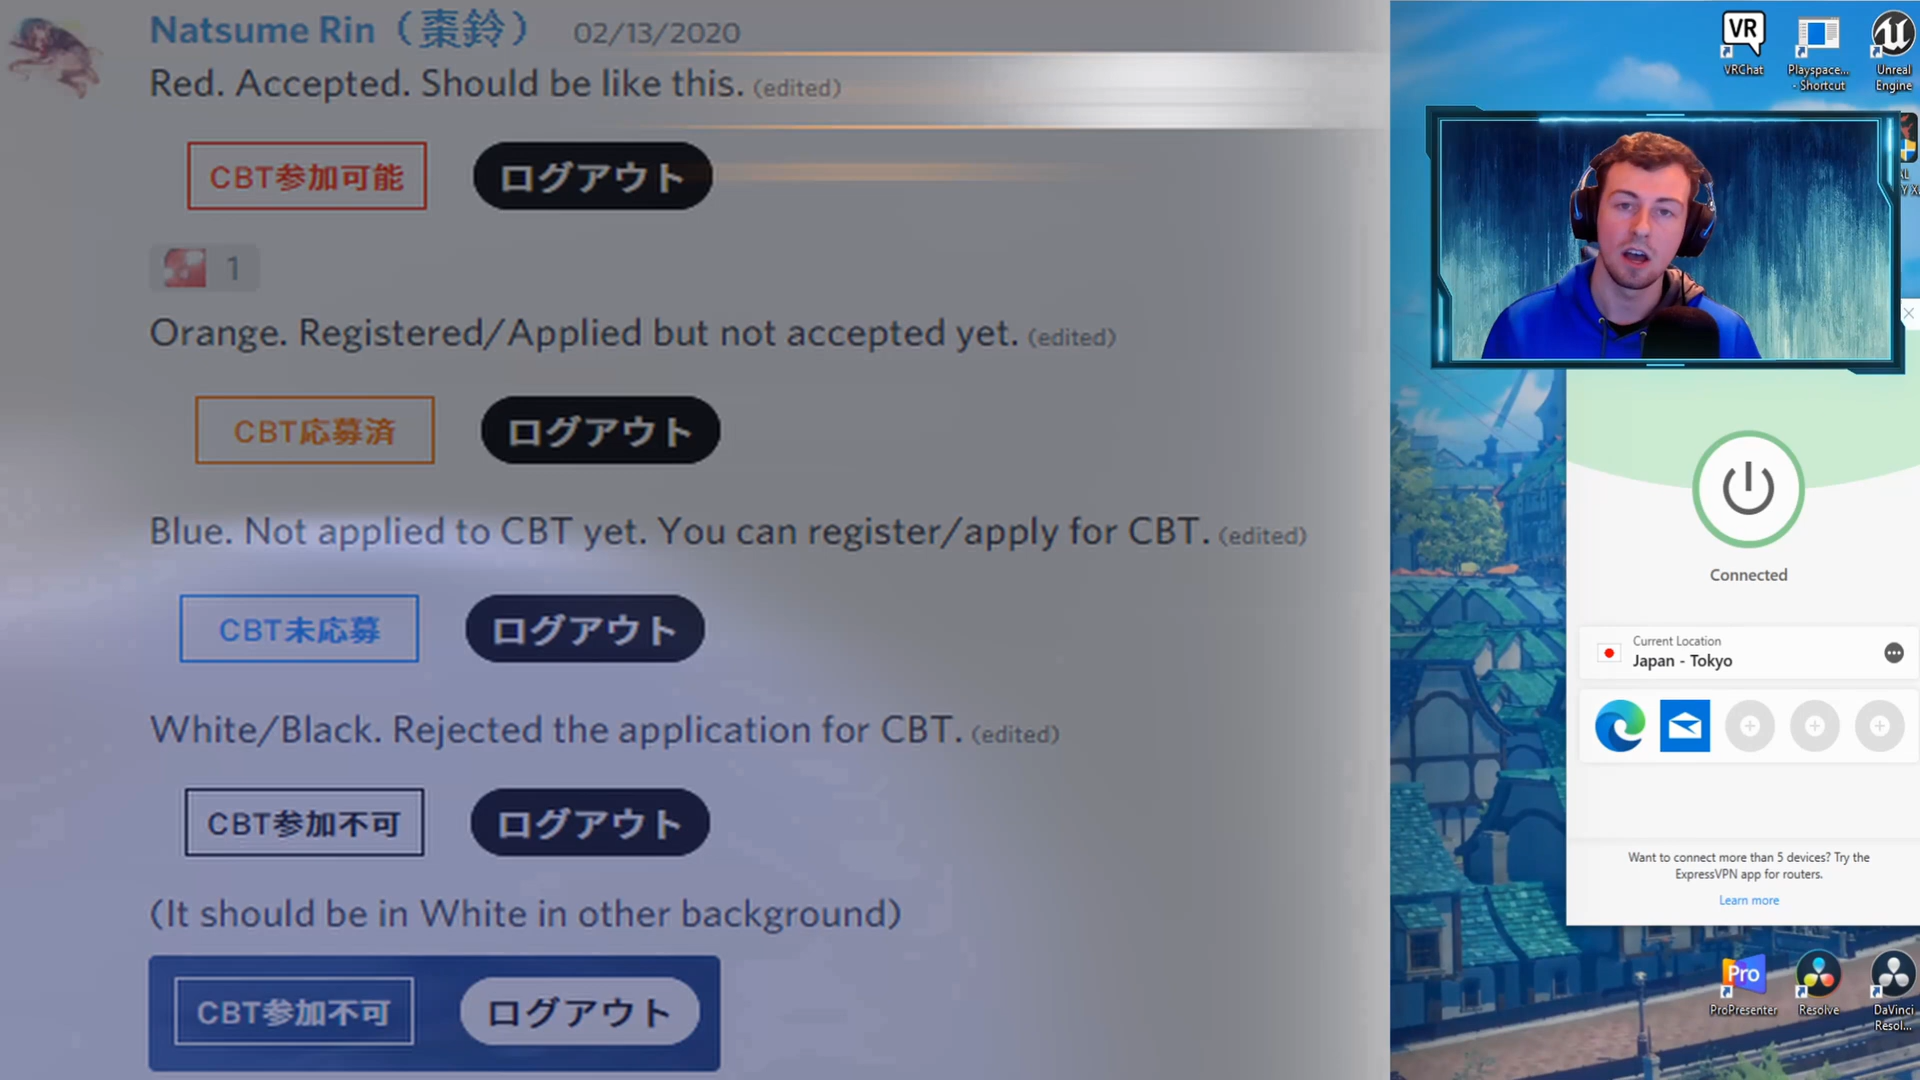 Natsume Rin（棗鈴） 02/13/2020
Red. Accepted. Should be like this. (edited)
CBT参加可能 ログアウト
1
Orange. Registered/Applied but not accepted yet. (edited)
CBT応募済 ログアウト
Blue. Not applied to CBT yet. You can register/apply for CBT. (edited)
CBT未応募 ログアウト
White/Black. Rejected the application for CBT. (edited)
CBT参加不可 ログアウト
(It should be in White in other background)
CBT参加不可 ログアウト
VR
VRChat
Playspace...
- Shortcut
Unreal
Engine
Connected
Current Location
Japan - Tokyo
Want to connect more than 5 devices? Try the
ExpressVPN app for routers.
Learn more
Pro
ProPresenter
Resolve
DaVinci
Resol...